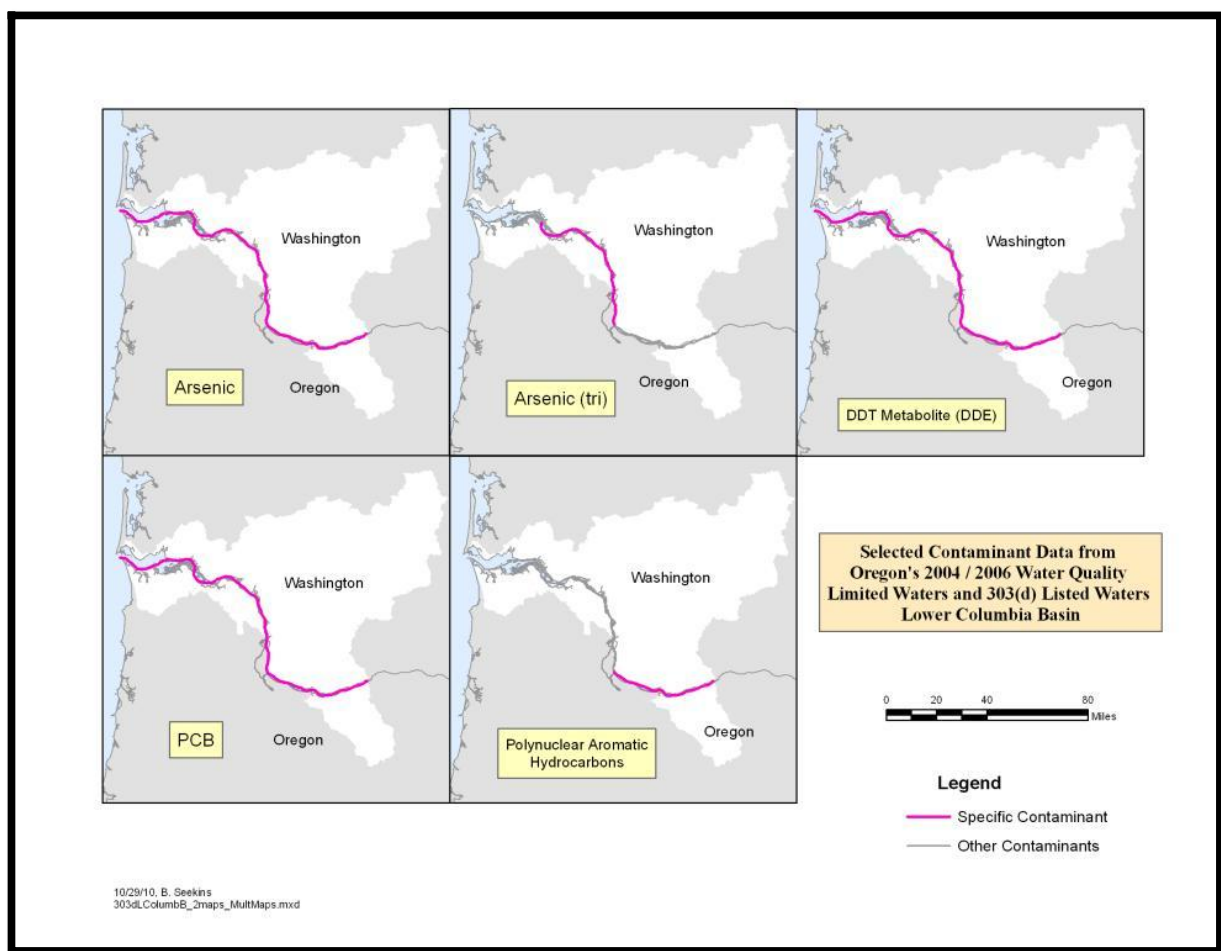 Washington
Oregon
Arsenic
Washington
Oregon
Arsenic (tri)
Washington
Oregon
DDT Metabolite (DDE)
Washington
Oregon
PCB
Washington
Oregon
Polynuclear Aromatic
Hydrocarbons
Selected Contaminant Data from
Oregon's 2004 / 2006 Water Quality
Limited Waters and 303(d) Listed Waters
Lower Columbia Basin
0 20 40 80
Miles
Legend
Specific Contaminant
Other Contaminants
10/29/10, B. Seekins
303dLColumbB_2maps_MultMaps.mxd